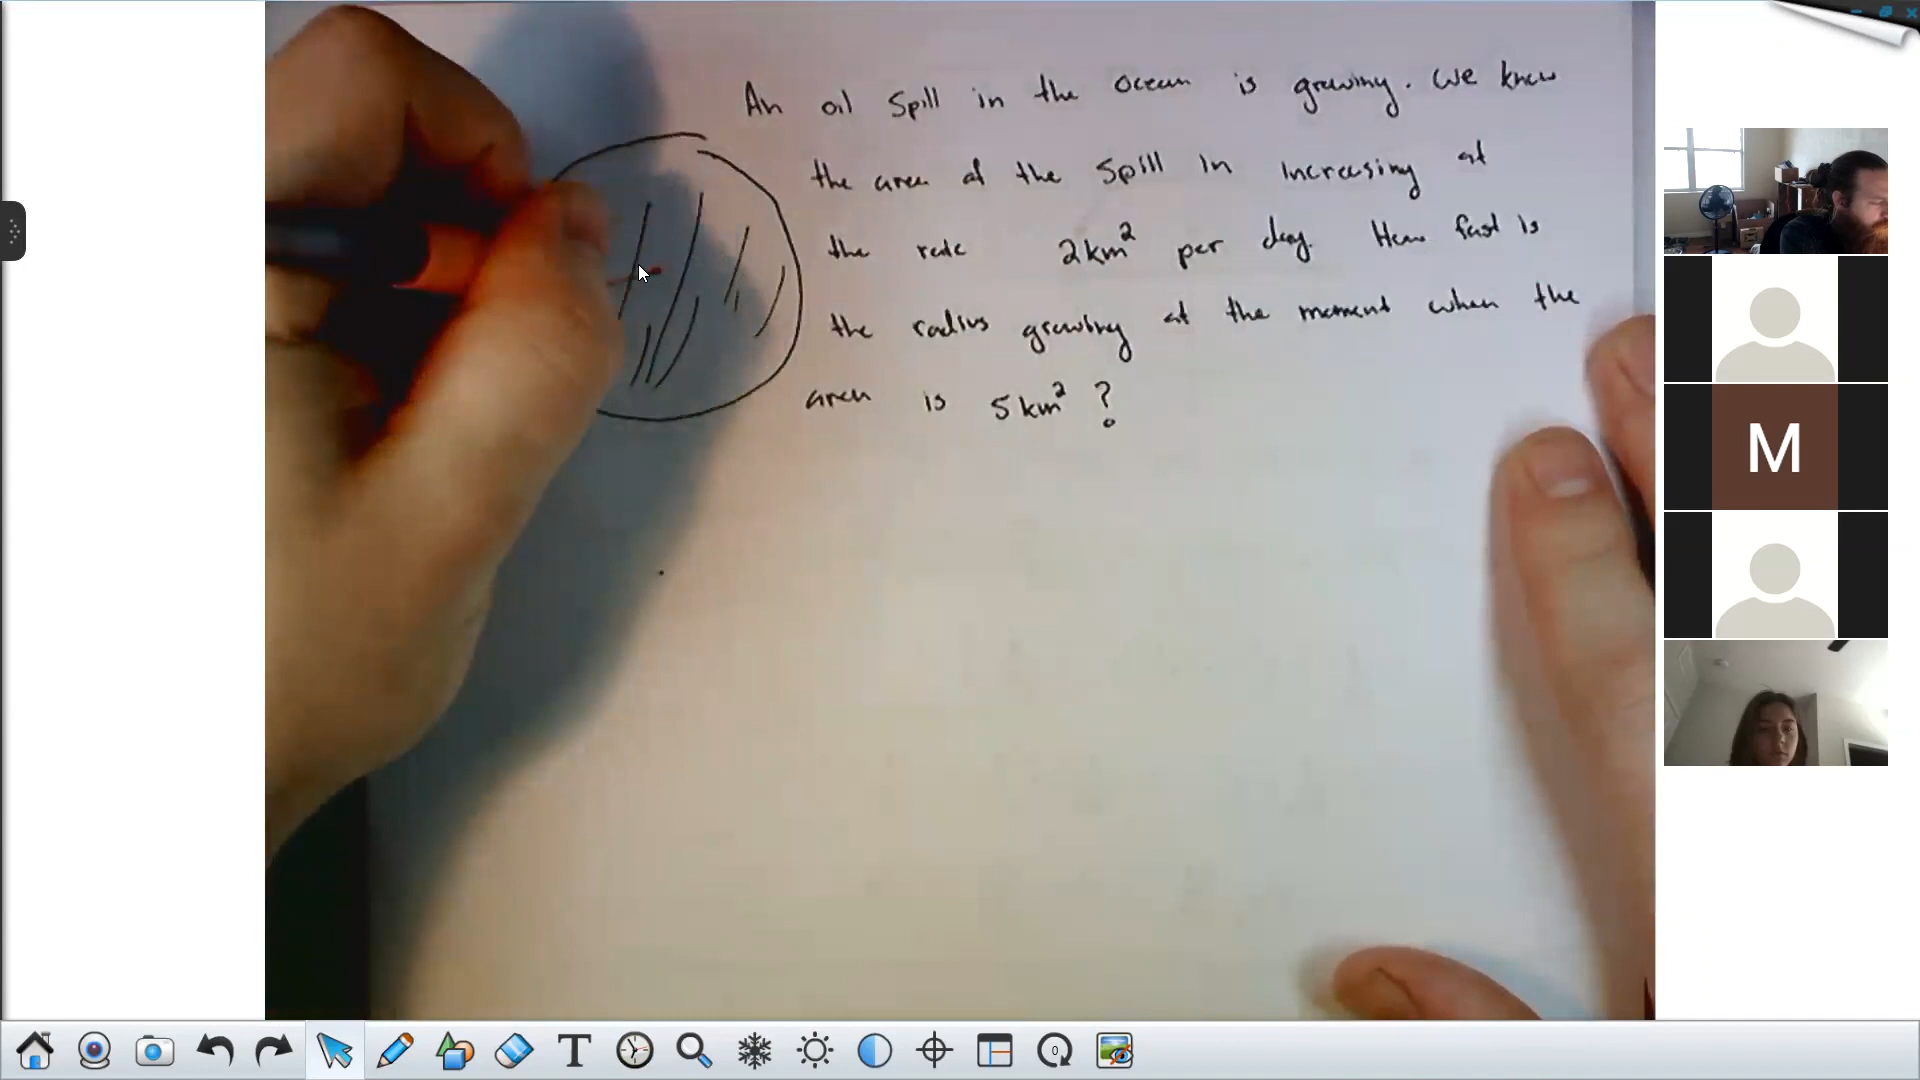 An oil spill in the ocean is growing. We know
the area of the spill in increasing at
the rate 2km² per day. How fast is
the radius growing at the moment when the
area is 5km² ?
M
T
0